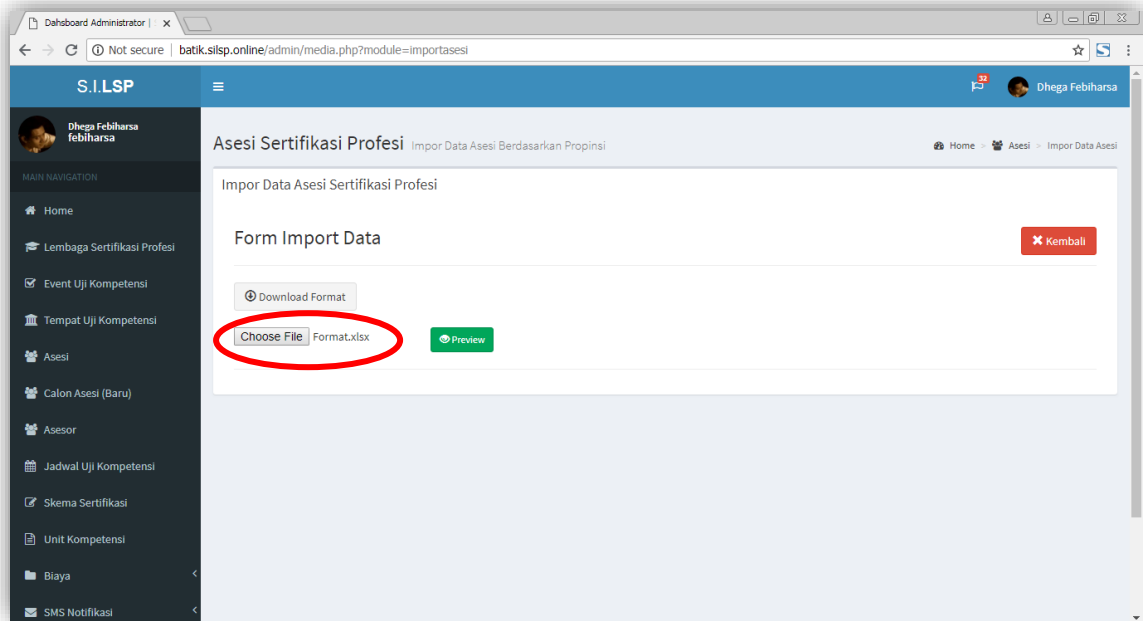 Dahsboard Administrator |
Not secure | batik.silsp.online/admin/media.php?module=importasesi
S.I.LSP
32
Dhega Febiharsa
Dhega Febiharsa
febiharsa
Asesi Sertifikasi Profesi Impor Data Asesi Berdasarkan Propinsi
Home > Asesi > Impor Data Asesi
MAIN NAVIGATION
Home
Lembaga Sertifikasi Profesi
Event Uji Kompetensi
Tempat Uji Kompetensi
Asesi
Calon Asesi (Baru)
Asesor
Jadwal Uji Kompetensi
Skema Sertifikasi
Unit Kompetensi
Biaya
SMS Notifikasi
Impor Data Asesi Sertifikasi Profesi
Form Import Data
Kembali
Download Format
Choose File Format.xlsx
Preview